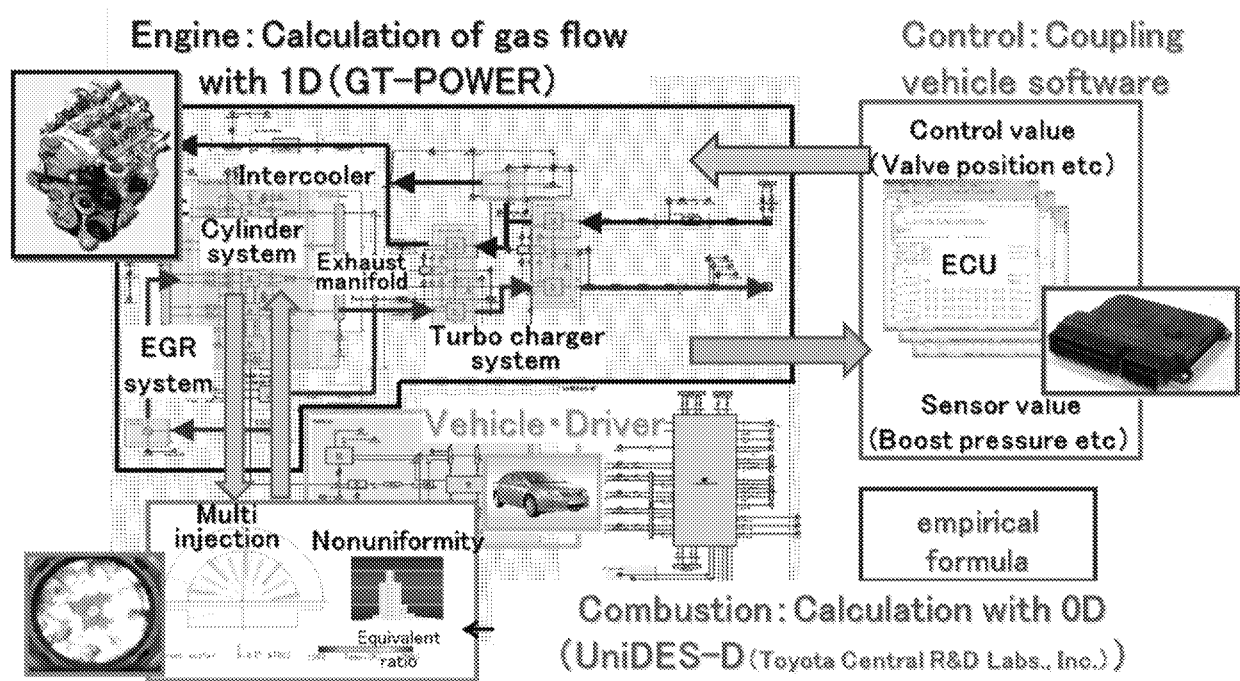 Engine：Calculation of gas flow
with 1D（GT-POWER）
Control：Coupling
vehicle software
Control value
（Valve position etc）
Intercooler
Cylinder
system
Exhaust
manifold
ECU
EGR
system
Turbo charger
system
Sensor value
（Boost pressure etc）
Vehicle・Driver
Multi
injection
Nonuniformity
empirical
formula
Equivalent
ratio
Combustion：Calculation with 0D
（UniDES-D（Toyota Central R&D Labs., Inc.））